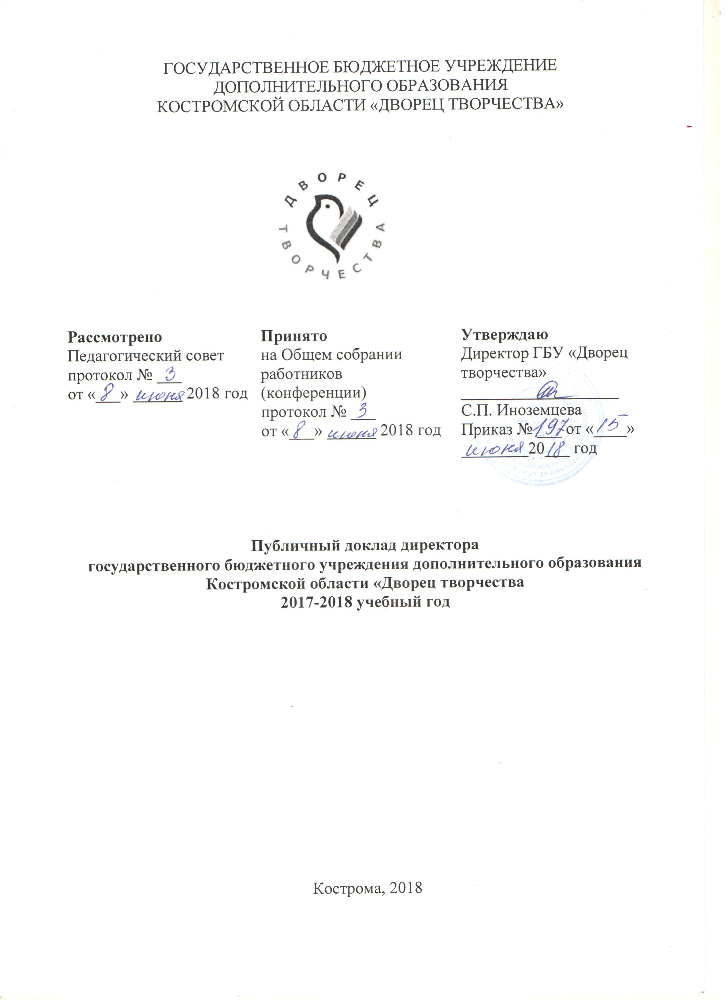 ГОСУДАРСТВЕННОЕ БЮДЖЕТНОЕ УЧРЕЖДЕНИЕ
ДОПОЛНИТЕЛЬНОГО ОБРАЗОВАНИЯ
КОСТРОМСКОЙ ОБЛАСТИ «ДВОРЕЦ ТВОРЧЕСТВА»
ДВОРЕЦ
ТВОРЧЕСТВА
Рассмотрено
Педагогический совет
протокол № 3
от «8» июня 2018 год
Принято
на Общем собрании
работников
(конференции)
протокол № 3
от «8» июня 2018 год
Утверждаю
Директор ГБУ «Дворец
творчества»
С.П. Иноземцева
Приказ № 197 от «15»
июня 2018 год
Публичный доклад директора
государственного бюджетного учреждения дополнительного образования
Костромской области «Дворец творчества
2017-2018 учебный год
Кострома, 2018